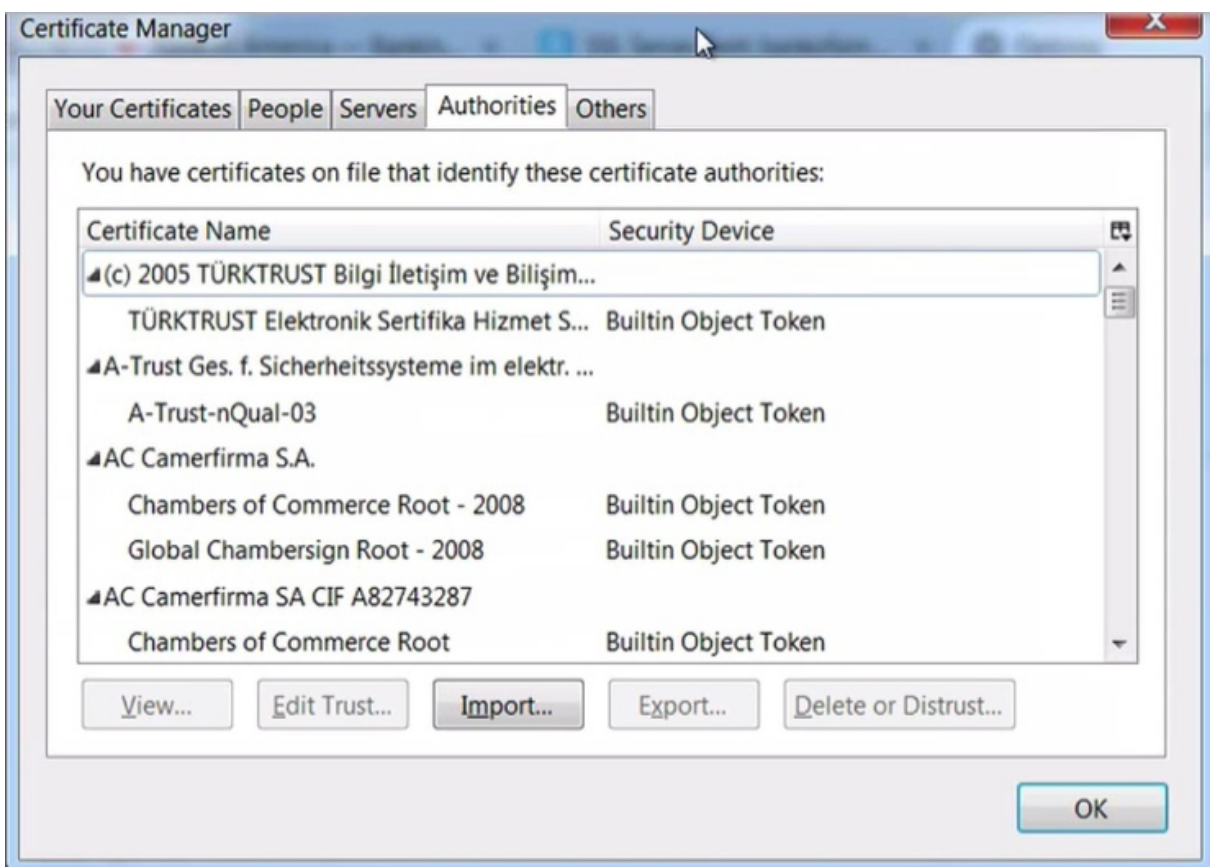 Certificate Manager
Your Certificates People Servers Authorities Others
You have certificates on file that identify these certificate authorities:
Certificate Name Security Device
(c) 2005 TÜRKTRUST Bilgi İletişim ve Bilişim...
TÜRKTRUST Elektronik Sertifika Hizmet S... Builtin Object Token
A-Trust Ges. f. Sicherheitssysteme im elektr. ...
A-Trust-nQual-03 Builtin Object Token
AC Camerfirma S.A.
Chambers of Commerce Root - 2008 Builtin Object Token
Global Chambersign Root - 2008 Builtin Object Token
AC Camerfirma SA CIF A82743287
Chambers of Commerce Root Builtin Object Token
View... Edit Trust... Import... Export... Delete or Distrust...
OK